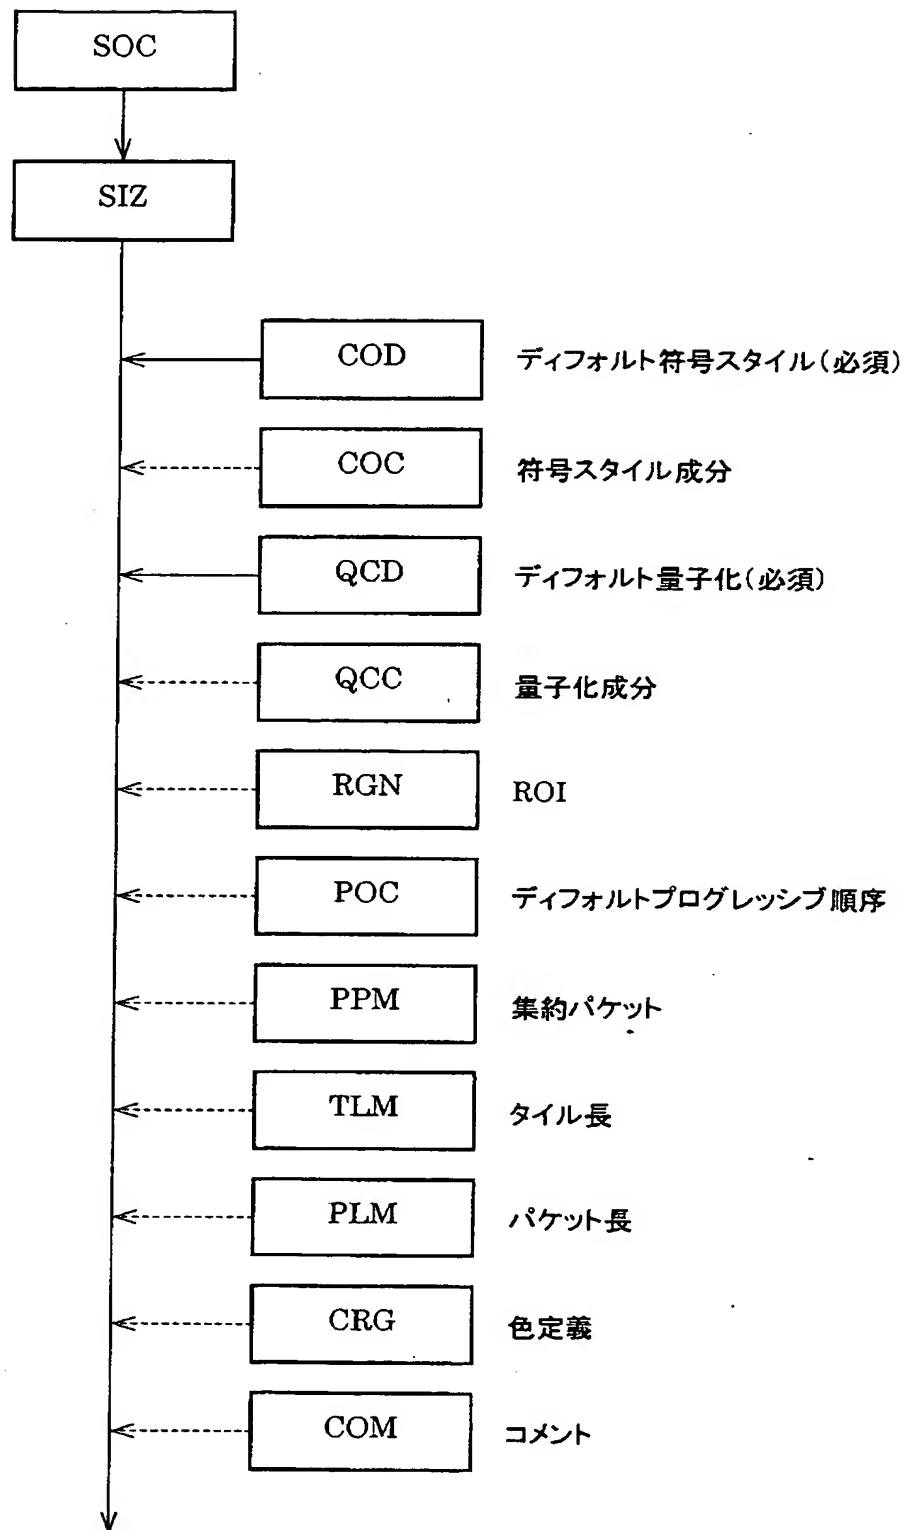 SOC
SIZ
COD ディフォルト符号スタイル(必須)
COC 符号スタイル成分
QCD ディフォルト量子化(必須)
QCC 量子化成分
RGN ROI
POC ディフォルトプログレッシブ順序
PPM 集約パケット
TLM タイル長
PLM パケット長
CRG 色定義
COM コメント